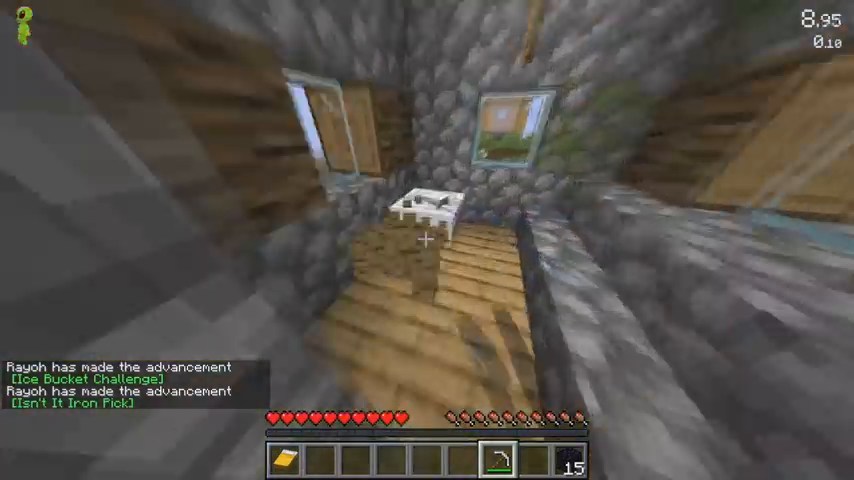 8.95
0.10
Rayoh has made the advancement
[Ice Bucket Challenge]
Rayoh has made the advancement
[Isn't It Iron Pick]
15